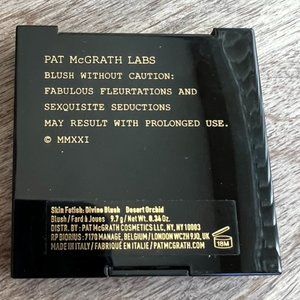 PAT McGRATH LABS
BLUSH WITHOUT CAUTION:
FABULOUS FLEURTATIONS AND
SEXQUISITE SEDUCTIONS
MAY RESULT WITH PROLONGED USE.
© MMXXI
Skin Fetish: Divine Blush Desert Orchid
Blush / Fard à Joues 9.7 g / Net Wt. 0.34 Oz.
DISTR. BY: PAT McGRATH COSMETICS LLC, NY, NY 10003
RP BIORIUS: 7170 MANAGE, BELGIUM / LONDON WC2H 9JQ, UK
MADE IN ITALY / FABRIQUÉ EN ITALIE / PATMCGRATH.COM
18M